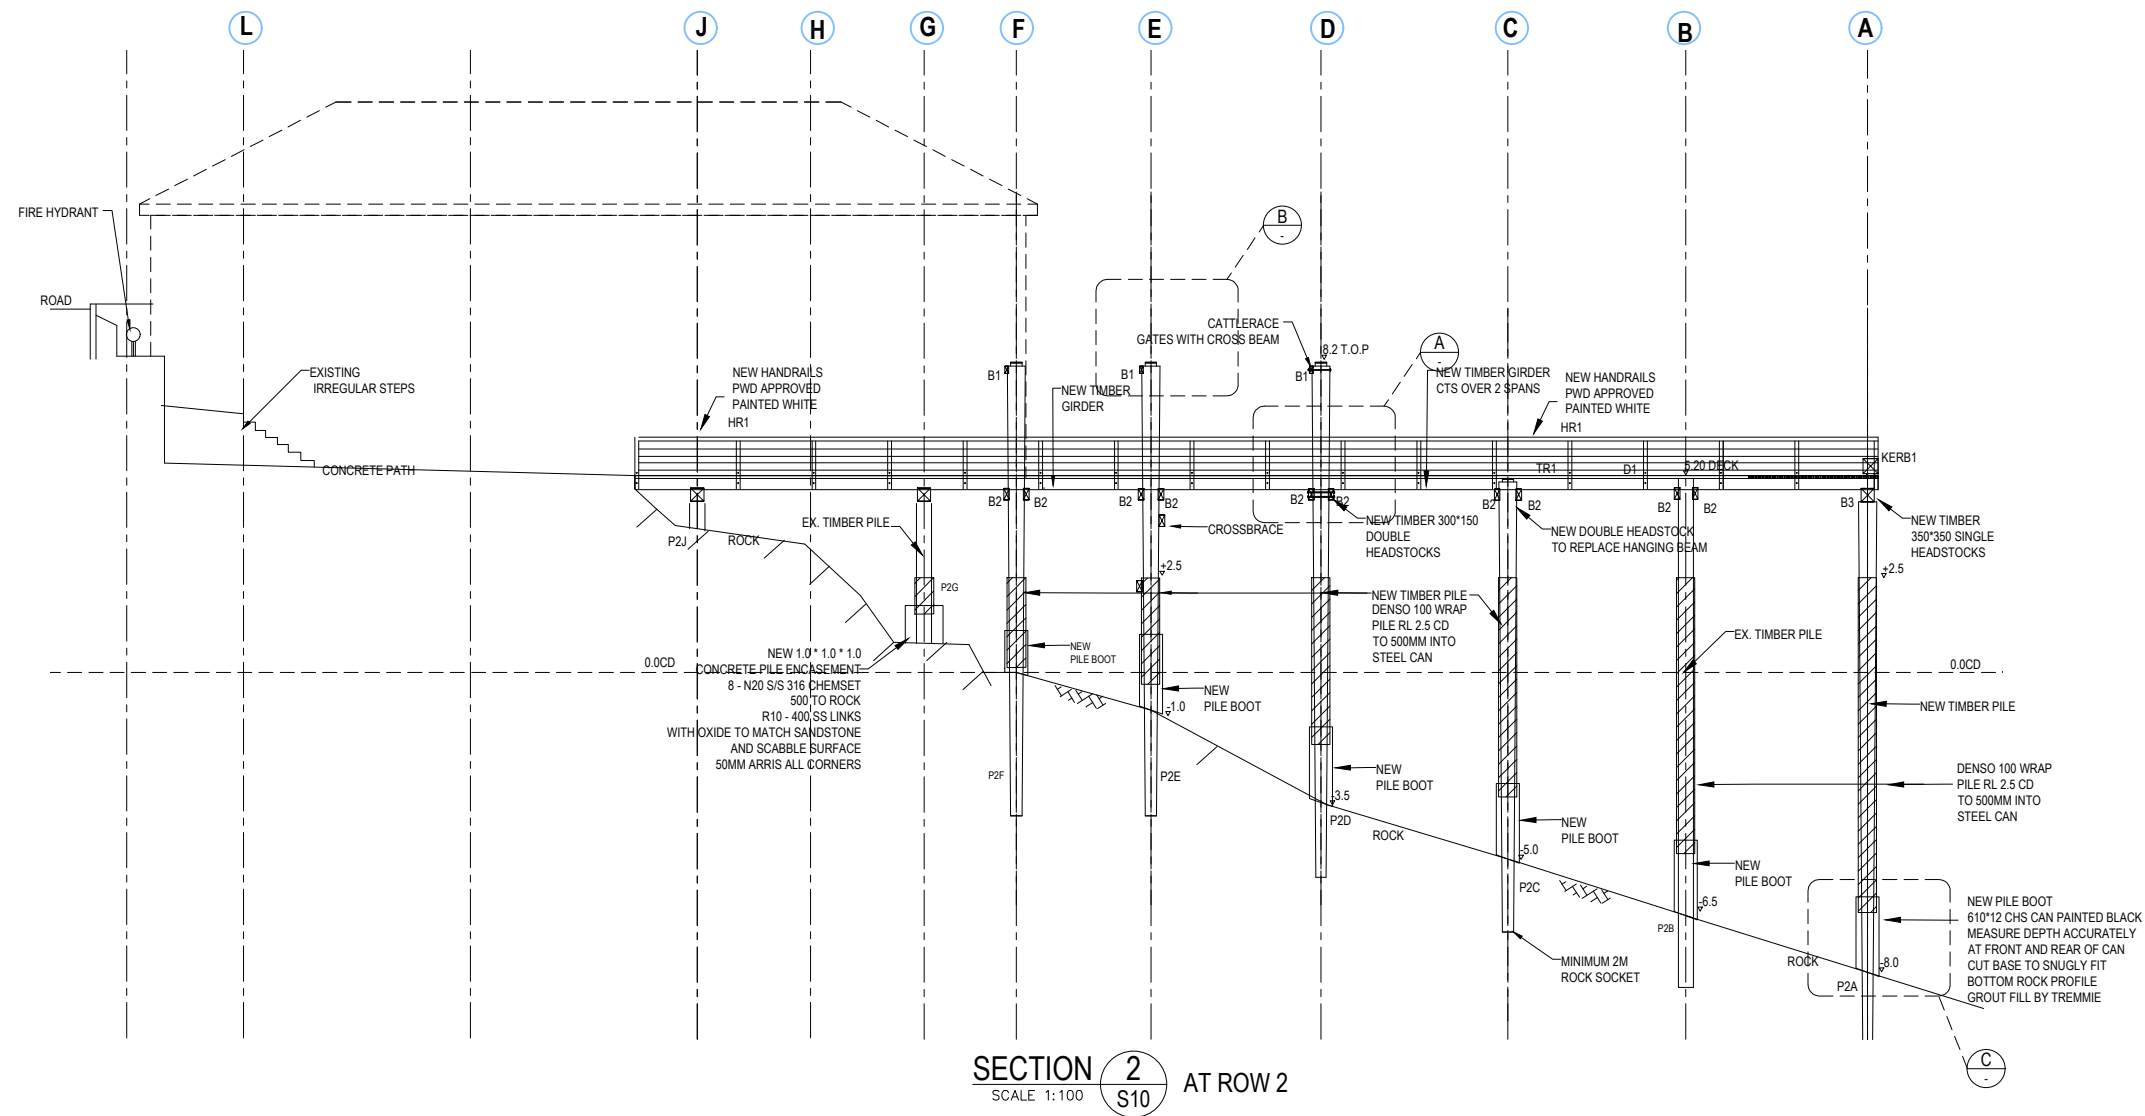 L
J
H
G
F
E
D
C
B
A
FIRE HYDRANT
ROAD
EXISTING
IRREGULAR STEPS
CONCRETE PATH
NEW HANDRAILS
PWD APPROVED
PAINTED WHITE
HR1
B
-
CATTLERACE
GATES WITH CROSS BEAM
8.2 T.O.P
A
-
B1
B1
B1
NEW TIMBER
GIRDER
NEW TIMBER GIRDER
CTS OVER 2 SPANS
NEW HANDRAILS
PWD APPROVED
PAINTED WHITE
HR1
TR1
D1
5.20 DECK
KERB1
B2
B2
B2
B2
B2
B2
B2
B2
B2
B2
B3
EX. TIMBER PILE
CROSSBRACE
NEW TIMBER 300*150
DOUBLE
HEADSTOCKS
NEW DOUBLE HEADSTOCK
TO REPLACE HANGING BEAM
NEW TIMBER
350*350 SINGLE
HEADSTOCKS
P2J
ROCK
+2.5
+2.5
P2G
NEW TIMBER PILE
DENSO 100 WRAP
PILE RL 2.5 CD
TO 500MM INTO
STEEL CAN
EX. TIMBER PILE
NEW
PILE BOOT
0.0CD
0.0CD
NEW 1.0 * 1.0 * 1.0
CONCRETE PILE ENCASEMENT
8 - N20 S/S 316 CHEMSET
500 TO ROCK
R10 - 400 SS LINKS
WITH OXIDE TO MATCH SANDSTONE
AND SCABBLE SURFACE
50MM ARRIS ALL CORNERS
NEW
PILE BOOT
-1.0
NEW TIMBER PILE
P2F
P2E
NEW
PILE BOOT
DENSO 100 WRAP
PILE RL 2.5 CD
TO 500MM INTO
STEEL CAN
-3.5
P2D
ROCK
NEW
PILE BOOT
-5.0
P2C
NEW
PILE BOOT
-6.5
P2B
NEW PILE BOOT
610*12 CHS CAN PAINTED BLACK
MEASURE DEPTH ACCURATELY
AT FRONT AND REAR OF CAN
CUT BASE TO SNUGLY FIT
BOTTOM ROCK PROFILE
GROUT FILL BY TREMMIE
MINIMUM 2M
ROCK SOCKET
ROCK
-8.0
P2A
C
-
SECTION
SCALE 1:100
2
S10
AT ROW 2